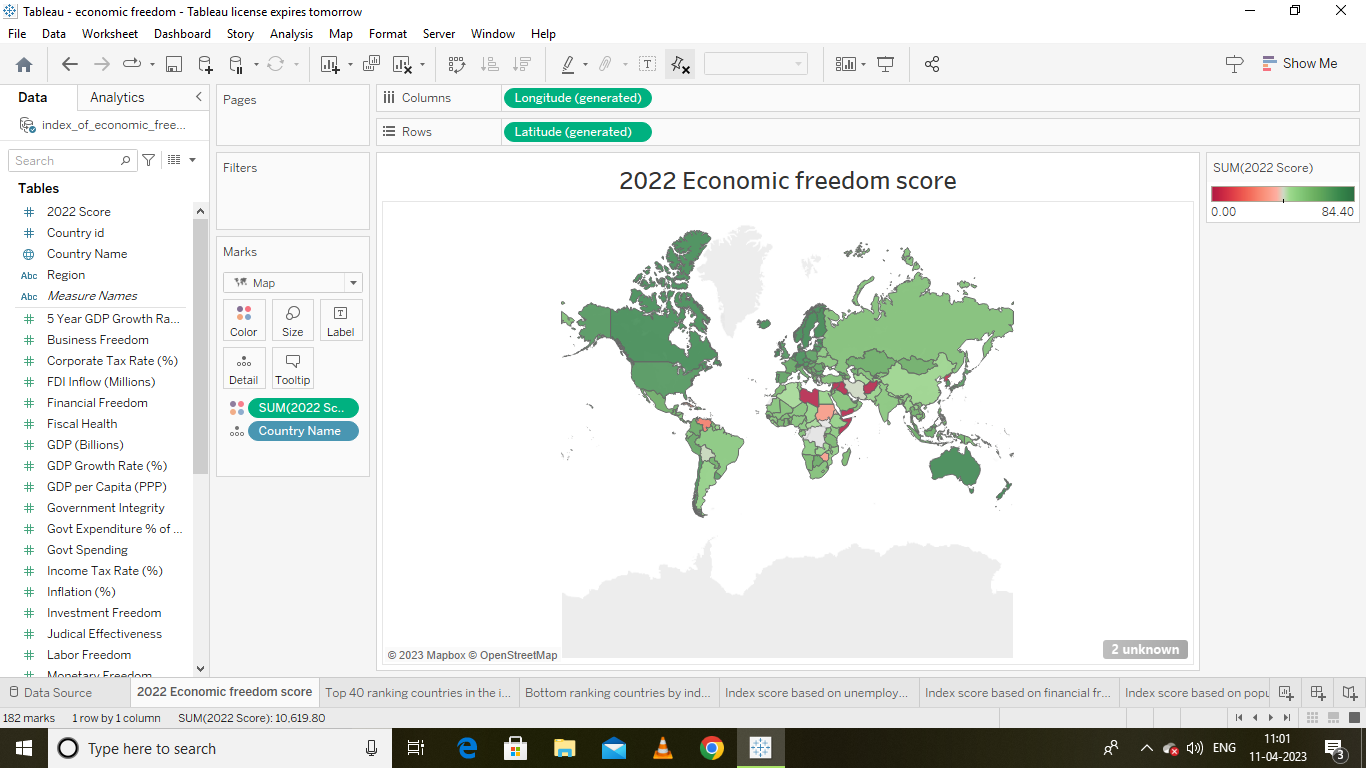 Tableau - economic freedom - Tableau license expires tomorrow
File Data Worksheet Dashboard Story Analysis Map Format Server Window Help
Show Me
Data Analytics
index_of_economic_free...
Search
Tables
2022 Score
Country id
Country Name
Abc Region
Abc Measure Names
5 Year GDP Growth Ra...
Business Freedom
Corporate Tax Rate (%)
FDI Inflow (Millions)
Financial Freedom
Fiscal Health
GDP (Billions)
GDP Growth Rate (%)
GDP per Capita (PPP)
Government Integrity
Govt Expenditure % of ...
Govt Spending
Income Tax Rate (%)
Inflation (%)
Investment Freedom
Judical Effectiveness
Labor Freedom
Monetary Freedom
Pages
Filters
Marks
Map
Color Size Label
Detail Tooltip
SUM(2022 Sc..
Country Name
Columns Longitude (generated)
Rows Latitude (generated)
2022 Economic freedom score
© 2023 Mapbox © OpenStreetMap
2 unknown
SUM(2022 Score)
0.00 84.40
Data Source 2022 Economic freedom score Top 40 ranking countries in the i... Bottom ranking countries by ind... Index score based on unemploy... Index score based on financial fr... Index score based on popu
182 marks 1 row by 1 column SUM(2022 Score): 10,619.80
Type here to search
ENG
11:01
11-04-2023
3